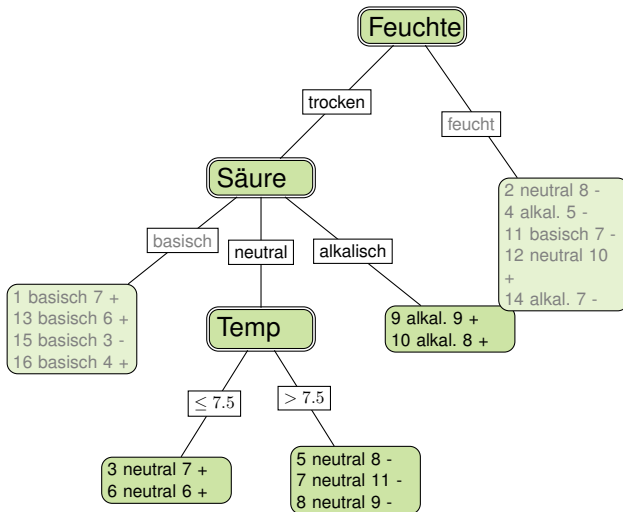 Feuchte
trocken
feucht
Säure
2 neutral 8 -
4 alkal. 5 -
11 basisch 7 -
12 neutral 10
+
14 alkal. 7 -
basisch
neutral
alkalisch
1 basisch 7 +
13 basisch 6 +
15 basisch 3 -
16 basisch 4 +
Temp
9 alkal. 9 +
10 alkal. 8 +
≤ 7.5
> 7.5
3 neutral 7 +
6 neutral 6 +
5 neutral 8 -
7 neutral 11 -
8 neutral 9 -